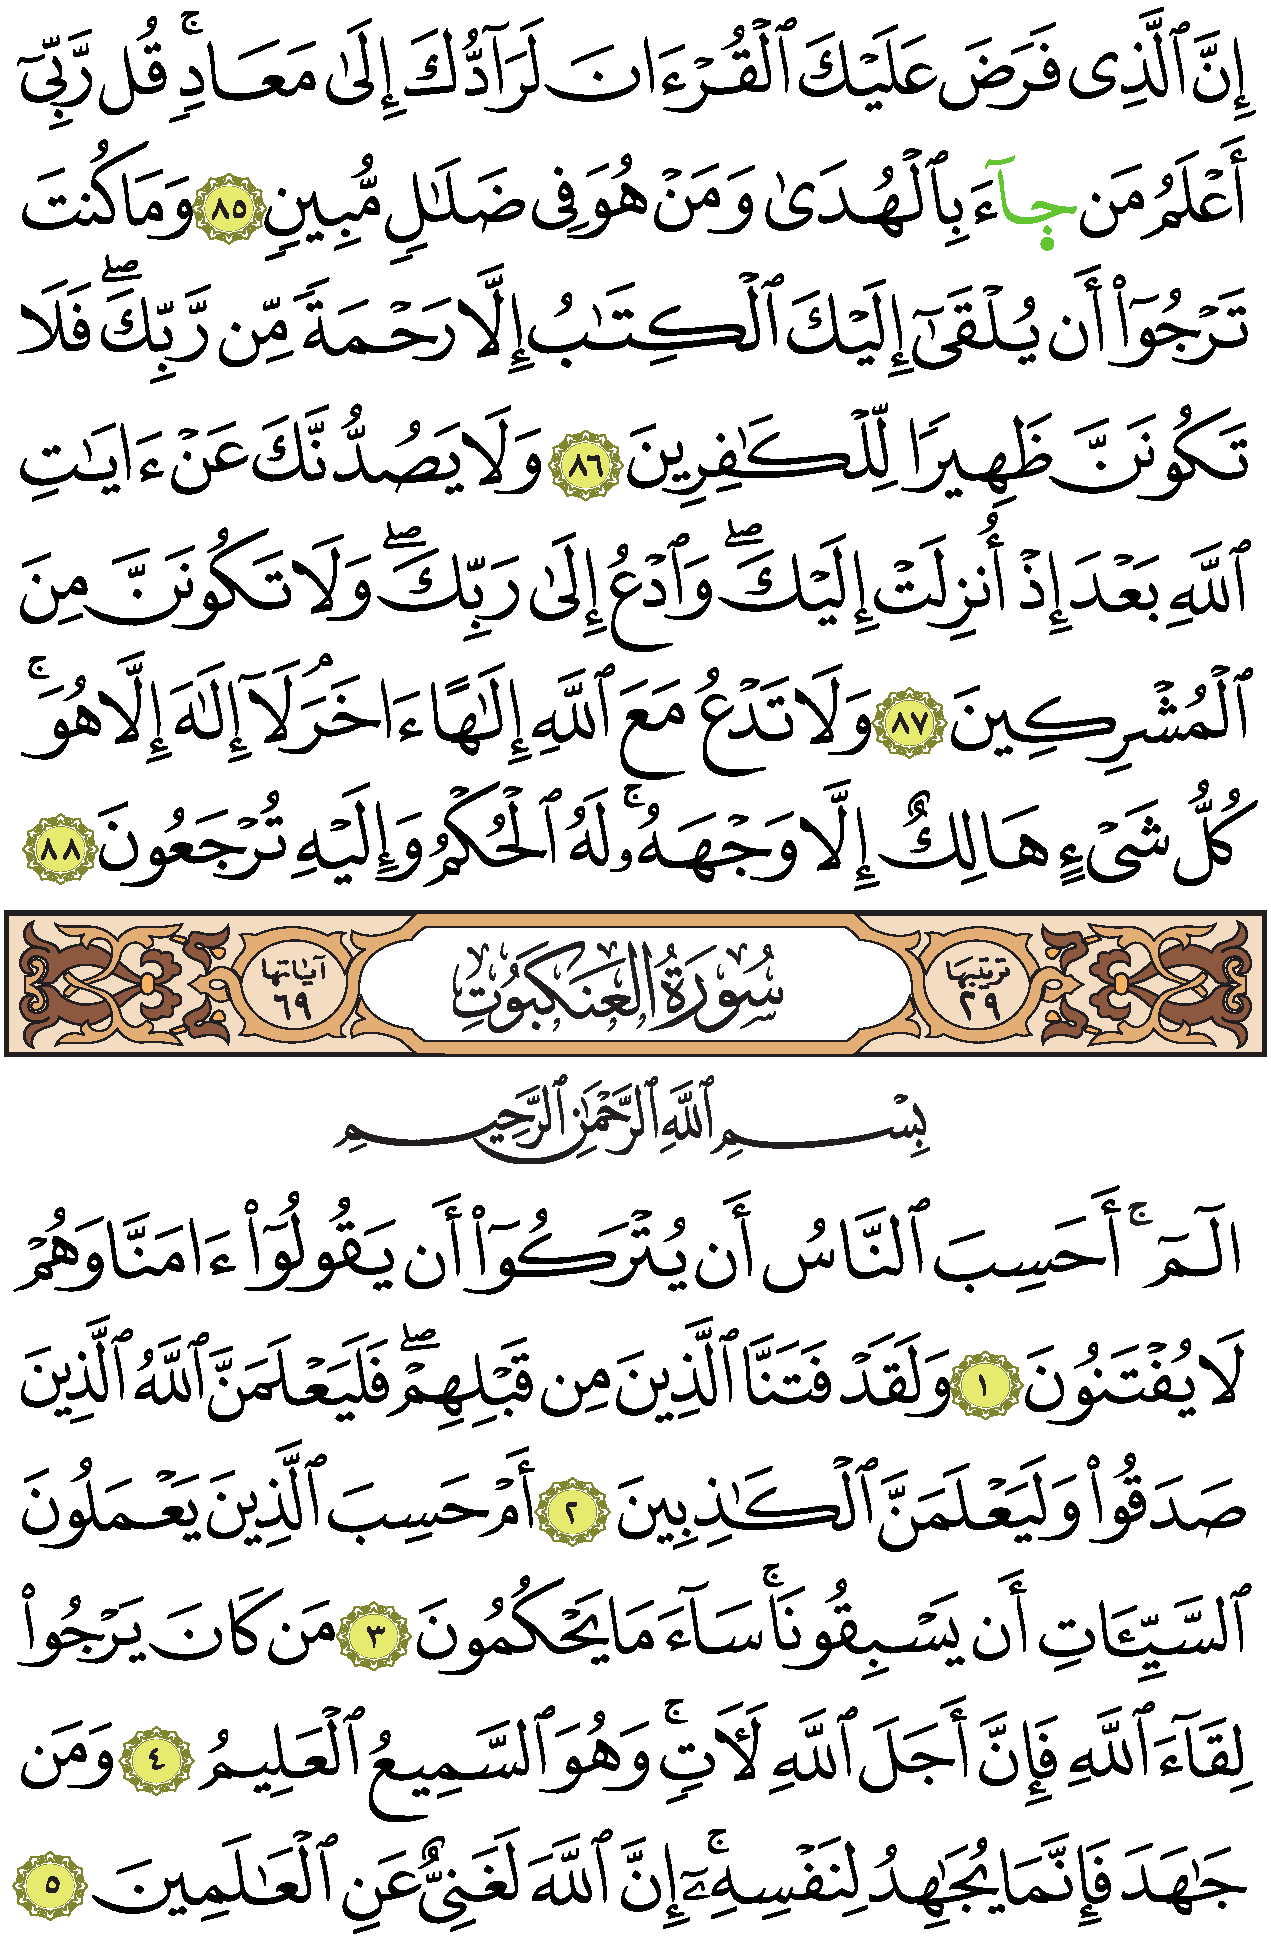 إِنَّ ٱلَّذِى فَرَضَ عَلَيْكَ ٱلْقُرْءَانَ لَرَآدُّكَ إِلَىٰ مَعَادٍۚ قُل رَّبِّىٓ
أَعْلَمُ مَن جِآءَ بِٱلْهُدَىٰ وَمَنْ هُوَ فِى ضَلَـٰلٍ مُّبِينٍ ٨٥ وَمَا كُنتَ
تَرْجُوٓا۟ أَن يُلْقَىٰٓ إِلَيْكَ ٱلْكِتَـٰبُ إِلَّا رَحْمَةً مِّن رَّبِّكَۖ فَلَا
تَكُونَنَّ ظَهِيرًا لِّلْكَـٰفِرِينَ ٨٦ وَلَا يَصُدُّنَّكَ عَنْ ءَايَـٰتِ
ٱللَّهِ بَعْدَ إِذْ أُنزِلَتْ إِلَيْكَۖ وَٱدْعُ إِلَىٰ رَبِّكَۖ وَلَا تَكُونَنَّ مِنَ
ٱلْمُشْرِكِينَ ٨٧ وَلَا تَدْعُ مَعَ ٱللَّهِ إِلَـٰهًا ءَاخَرَۘ لَآ إِلَـٰهَ إِلَّا هُوَۚ
كُلُّ شَىْءٍ هَالِكٌ إِلَّا وَجْهَهُۥۚ لَهُ ٱلْحُكْمُ وَإِلَيْهِ تُرْجَعُونَ ٨٨
ترتيبها ٢٩ سُورَةُ الْعَنكَبُوتِ آياتها ٦٩
بِسْمِ ٱللَّهِ ٱلرَّحْمَـٰنِ ٱلرَّحِيمِ
الٓمٓۚ أَحَسِبَ ٱلنَّاسُ أَن يُتْرَكُوٓا۟ أَن يَقُولُوٓا۟ ءَامَنَّا وَهُمْ
لَا يُفْتَنُونَ ١ وَلَقَدْ فَتَنَّا ٱلَّذِينَ مِن قَبْلِهِمْۖ فَلَيَعْلَمَنَّ ٱللَّهُ ٱلَّذِينَ
صَدَقُوا۟ وَلَيَعْلَمَنَّ ٱلْكَـٰذِبِينَ ٢ أَمْ حَسِبَ ٱلَّذِينَ يَعْمَلُونَ
ٱلسَّيِّـَٔاتِ أَن يَسْبِقُونَاۚ سَآءَ مَا يَحْكُمُونَ ٣ مَن كَانَ يَرْجُوا۟
لِقَآءَ ٱللَّهِ فَإِنَّ أَجَلَ ٱللَّهِ لَـَٔاتٍۚ وَهُوَ ٱلسَّمِيعُ ٱلْعَلِيمُ ٤ وَمَن
جَـٰهَدَ فَإِنَّمَا يُجَـٰهِدُ لِنَفْسِهِۦٓۚ إِنَّ ٱللَّهَ لَغَنِىٌّ عَنِ ٱلْعَـٰلَمِينَ ٥